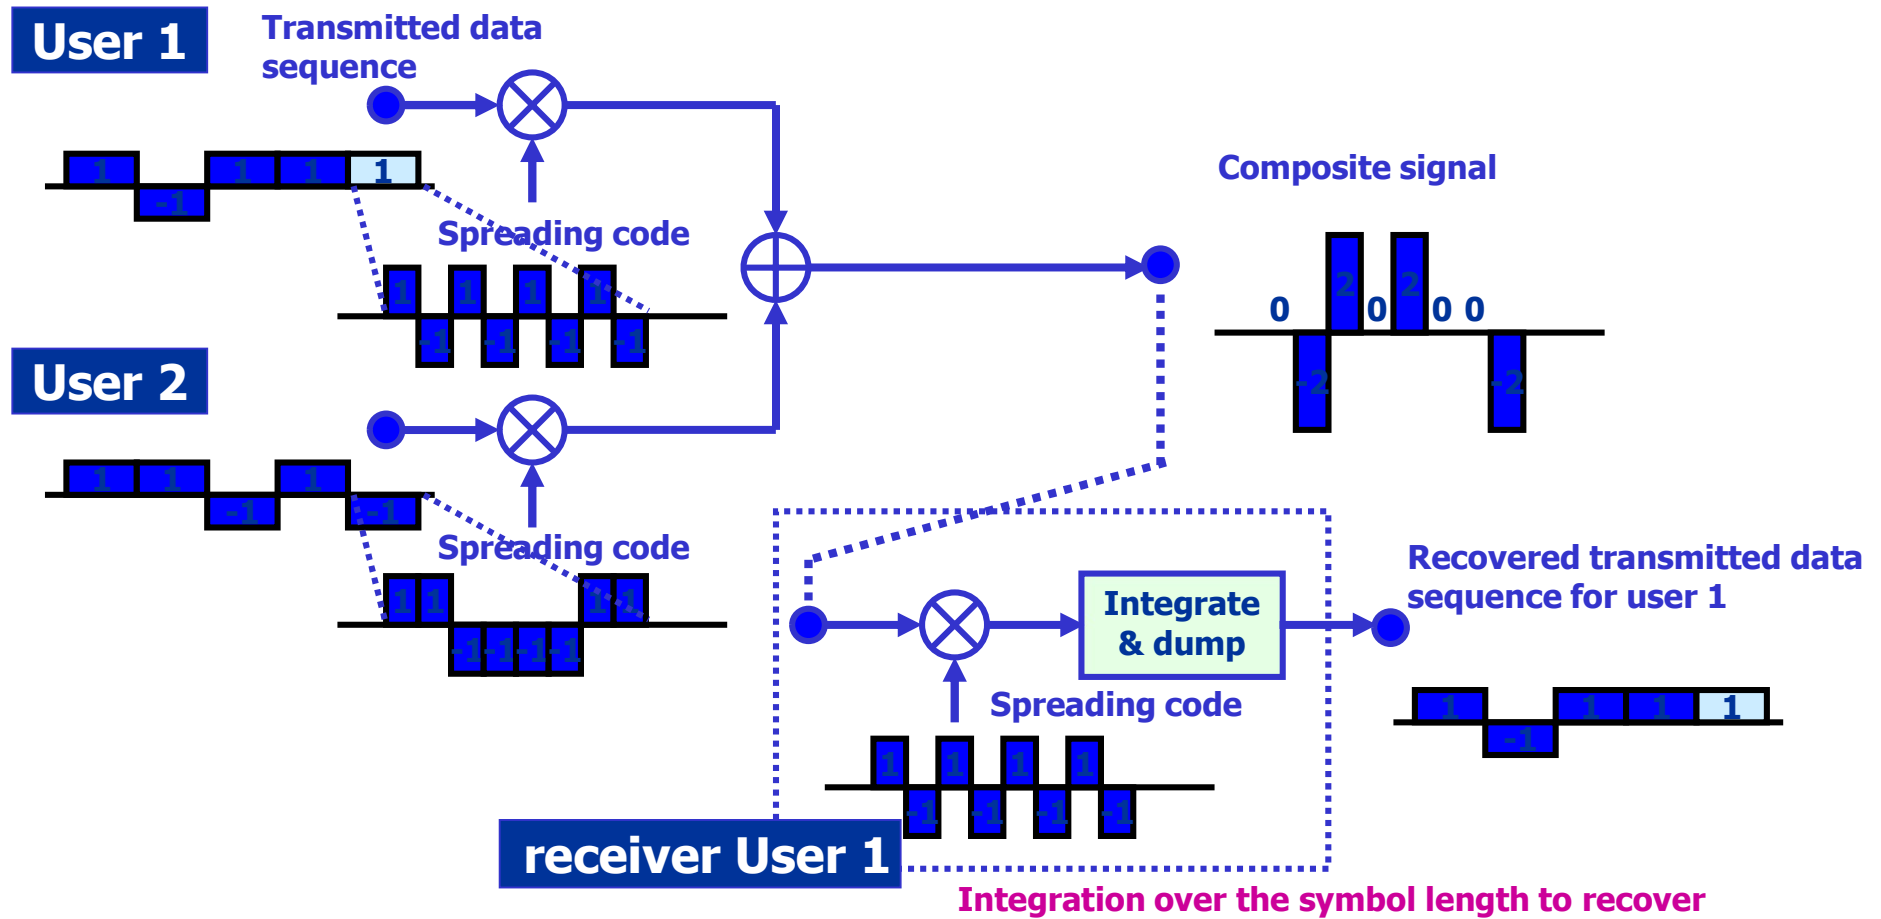 User 1
Transmitted data
sequence
1 -1 1 1 1
Spreading code
1 -1 1 -1 1 -1 1 -1
User 2
1 1 -1 1 -1
Spreading code
1 1 -1 -1 -1 -1 1 1
Composite signal
0 -2 2 0 2 0 0 -2
Integrate
& dump
Spreading code
1 -1 1 -1 1 -1 1 -1
receiver User 1
Recovered transmitted data
sequence for user 1
1 -1 1 1 1
Integration over the symbol length to recover